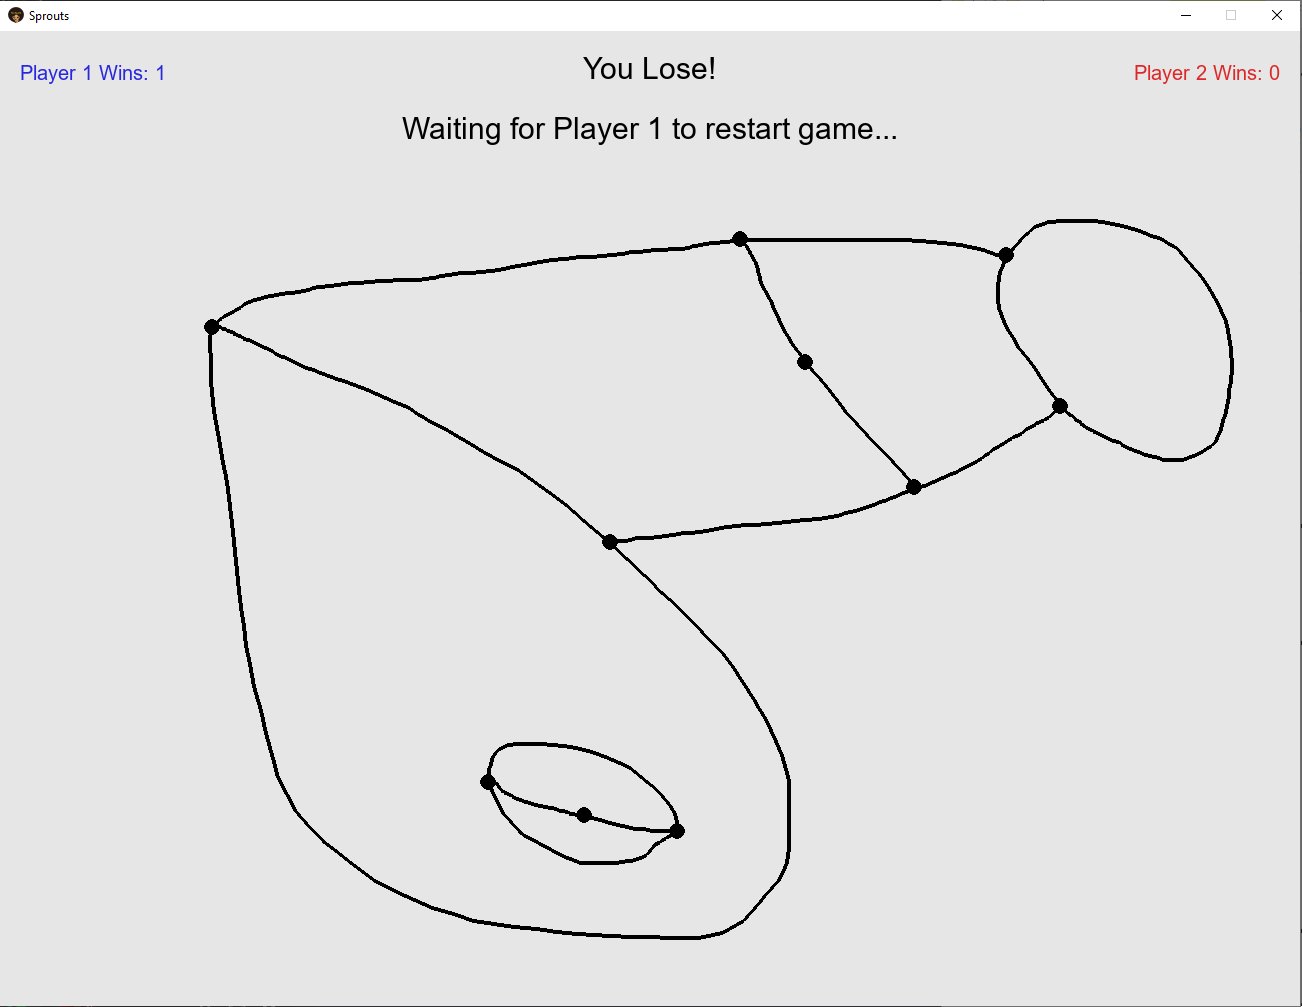 Sprouts
Player 1 Wins: 1
You Lose!
Player 2 Wins: 0
Waiting for Player 1 to restart game...